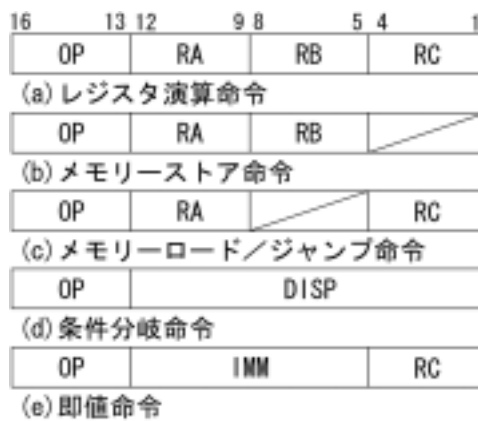 16 13 12 9 8 5 4 1
OP RA RB RC
(a)レジスタ演算命令
OP RA RB
(b)メモリーストア命令
OP RA RC
(c)メモリーロード／ジャンプ命令
OP DISP
(d)条件分岐命令
OP IMM RC
(e)即値命令